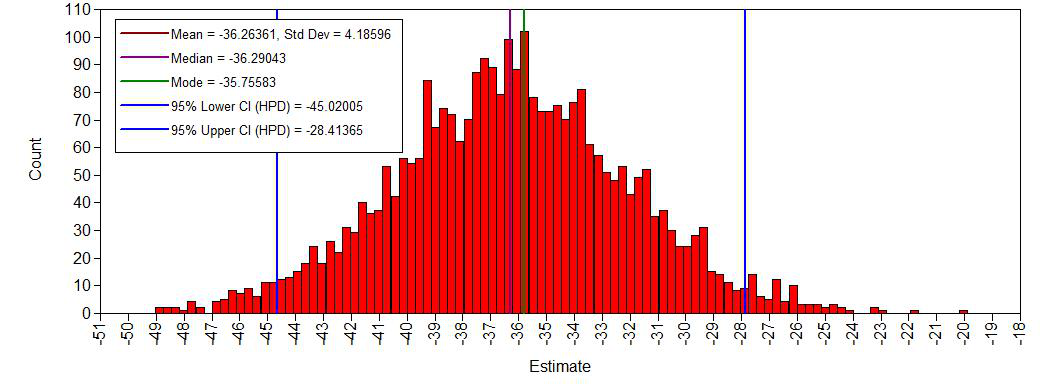 110
100
90
80
70
60
50
40
30
20
10
0
Count
Mean = -36.26361, Std Dev = 4.18596
Median = -36.29043
Mode = -35.75583
95% Lower CI (HPD) = -45.02005
95% Upper CI (HPD) = -28.41365
-51 -50 -49 -48 -47 -46 -45 -44 -43 -42 -41 -40 -39 -38 -37 -36 -35 -34 -33 -32 -31 -30 -29 -28 -27 -26 -25 -24 -23 -22 -21 -20 -19 -18
Estimate